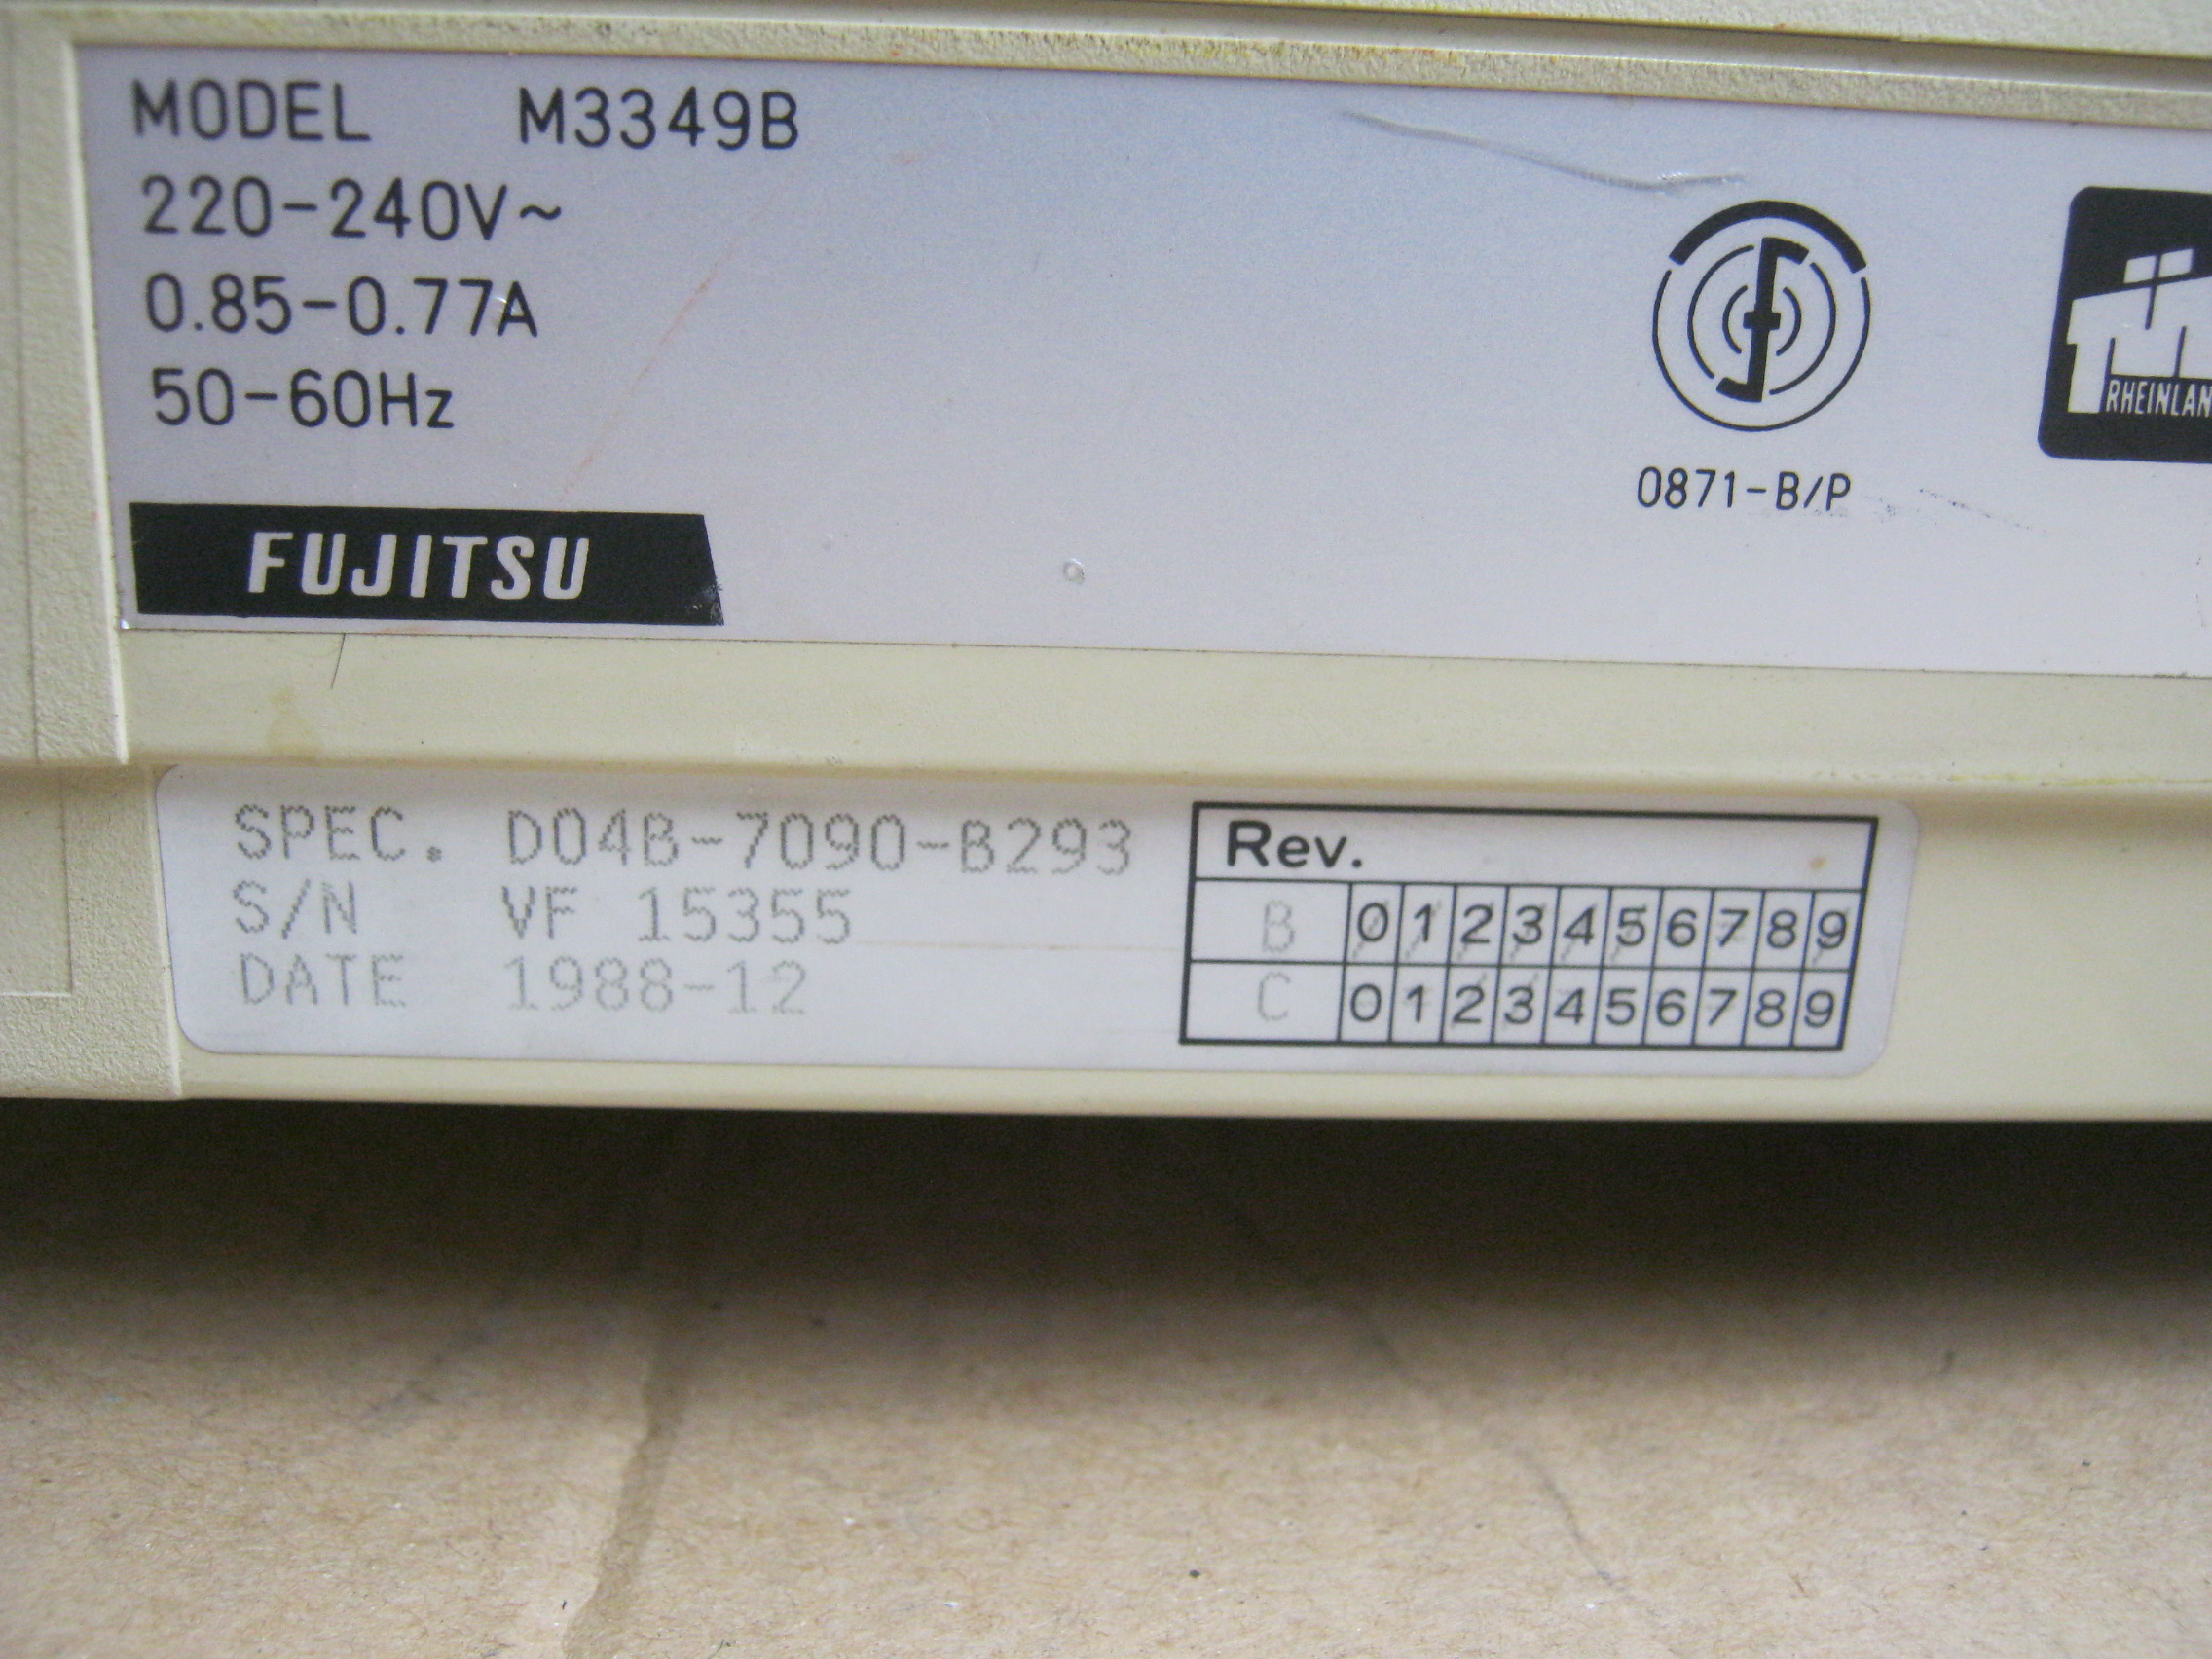 MODEL M3349B
220-240V~
0.85-0.77A
50-60Hz
FUJITSU
0871-B/P
RHEINLAN
SPEC. D04B-7090-B293
S/N VF 15355
DATE 1988-12
Rev.
B 0 1 2 3 4 5 6 7 8 9
C 0 1 2 3 4 5 6 7 8 9